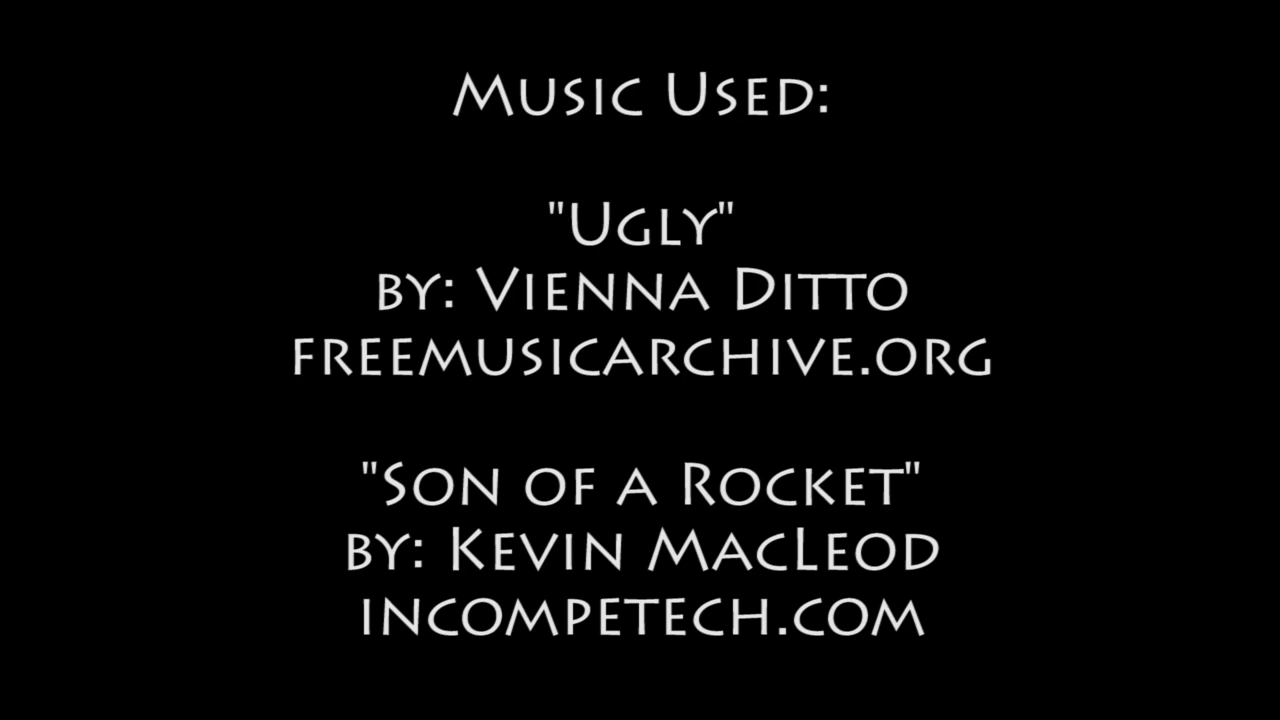 Music Used:
"Ugly"
by: Vienna Ditto
freemusicarchive.org
"Son of a Rocket"
by: Kevin MacLeod
incompetech.com